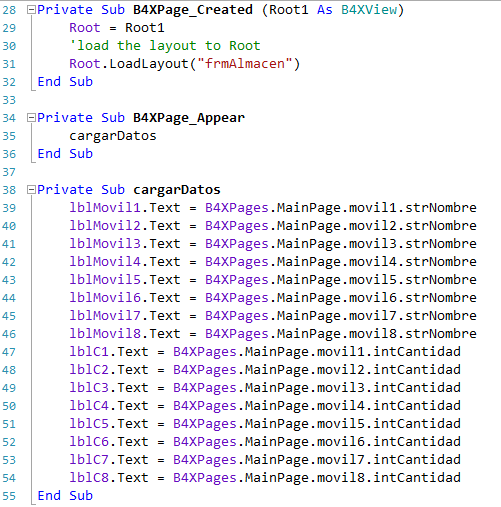 28 Private Sub B4XPage_Created (Root1 As B4XView)
29 Root = Root1
30 'load the layout to Root
31 Root.LoadLayout("frmAlmacen")
32 End Sub
33
34 Private Sub B4XPage_Appear
35 cargarDatos
36 End Sub
37
38 Private Sub cargarDatos
39 lblMovil1.Text = B4XPages.MainPage.movil1.strNombre
40 lblMovil2.Text = B4XPages.MainPage.movil2.strNombre
41 lblMovil3.Text = B4XPages.MainPage.movil3.strNombre
42 lblMovil4.Text = B4XPages.MainPage.movil4.strNombre
43 lblMovil5.Text = B4XPages.MainPage.movil5.strNombre
44 lblMovil6.Text = B4XPages.MainPage.movil6.strNombre
45 lblMovil7.Text = B4XPages.MainPage.movil7.strNombre
46 lblMovil8.Text = B4XPages.MainPage.movil8.strNombre
47 lblC1.Text = B4XPages.MainPage.movil1.intCantidad
48 lblC2.Text = B4XPages.MainPage.movil2.intCantidad
49 lblC3.Text = B4XPages.MainPage.movil3.intCantidad
50 lblC4.Text = B4XPages.MainPage.movil4.intCantidad
51 lblC5.Text = B4XPages.MainPage.movil5.intCantidad
52 lblC6.Text = B4XPages.MainPage.movil6.intCantidad
53 lblC7.Text = B4XPages.MainPage.movil7.intCantidad
54 lblC8.Text = B4XPages.MainPage.movil8.intCantidad
55 End Sub